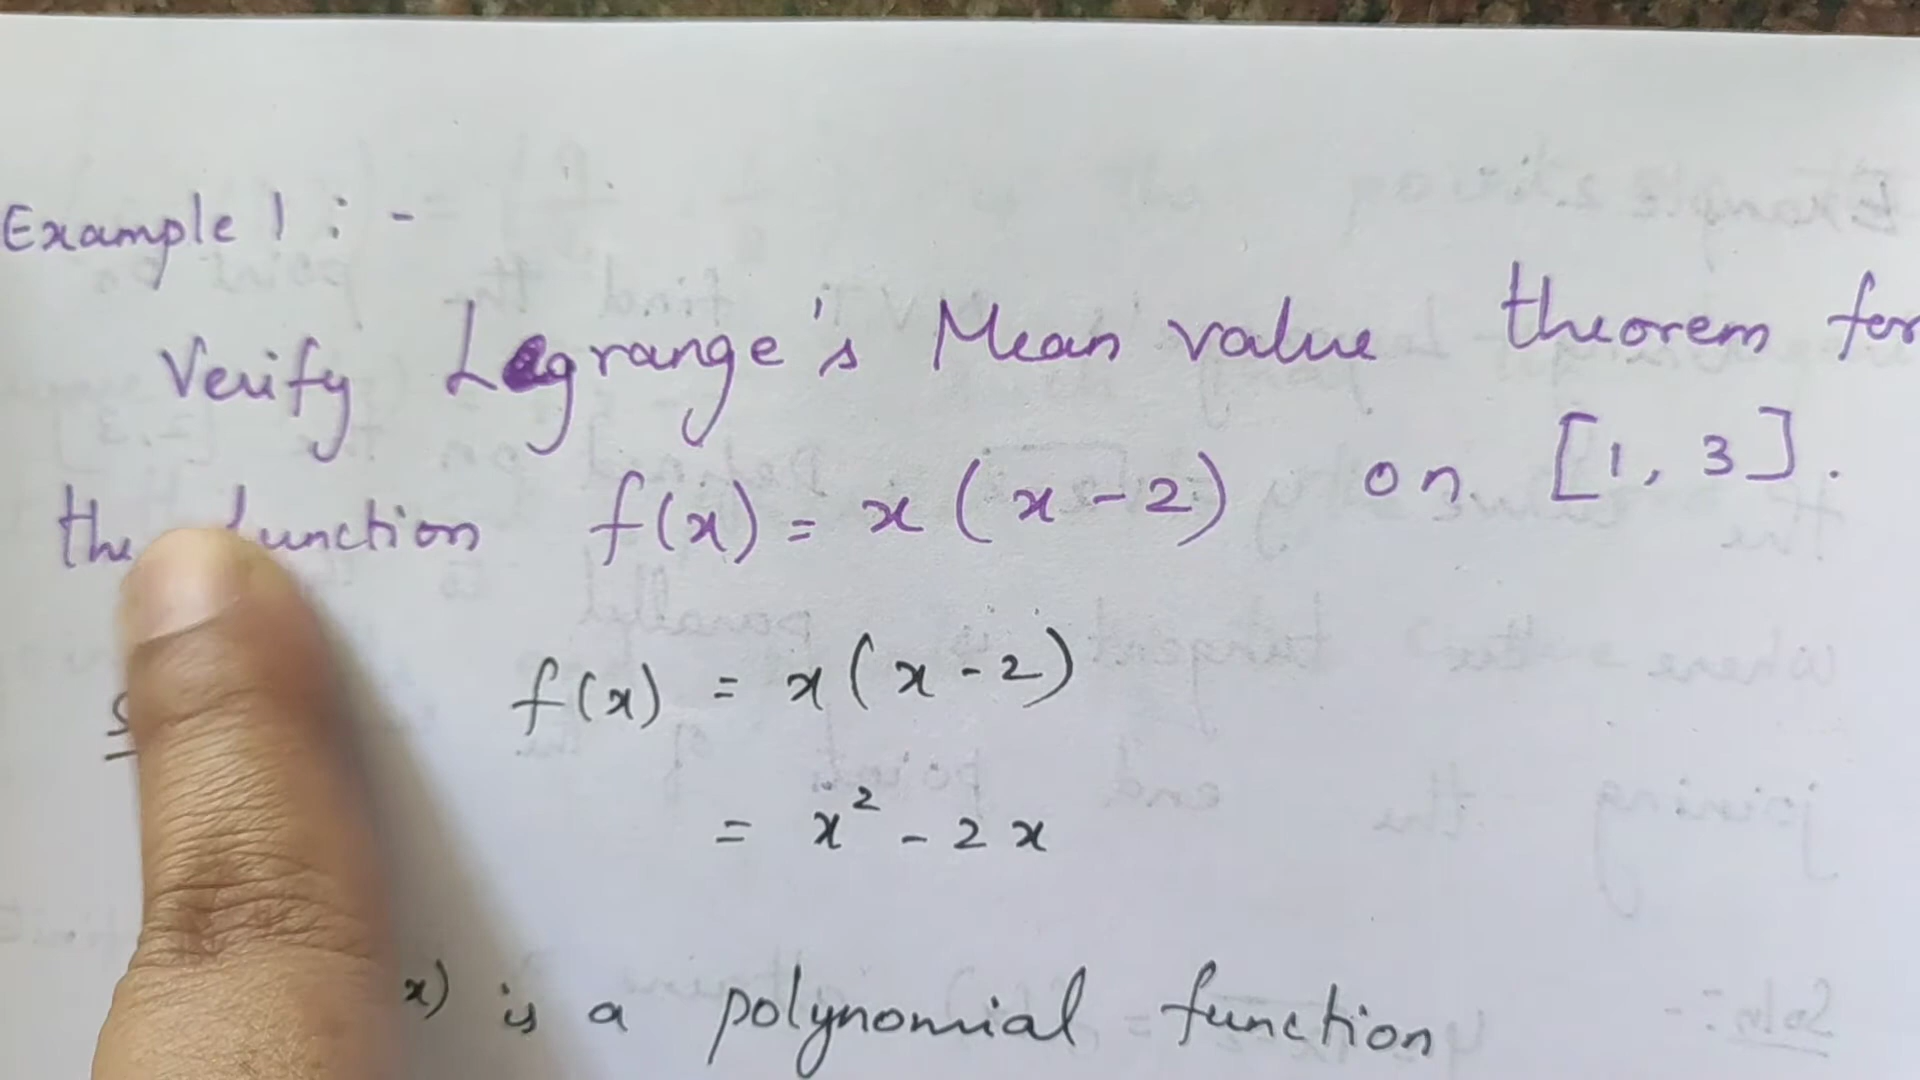 Example 1 : -
Verify Lagrange's Mean value theorem for
the function f(x) = x ( x - 2 ) on [1, 3].
f(x) = x ( x - 2 )
= x² - 2 x
x) is a polynomial function